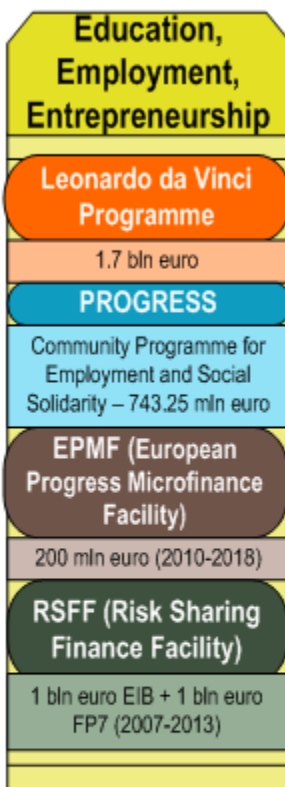 Education,
Employment,
Entrepreneurship
Leonardo da Vinci
Programme
1.7 bln euro
PROGRESS
Community Programme for
Employment and Social
Solidarity – 743.25 mln euro
EPMF (European
Progress Microfinance
Facility)
200 mln euro (2010-2018)
RSFF (Risk Sharing
Finance Facility)
1 bln euro EIB + 1 bln euro
FP7 (2007-2013)